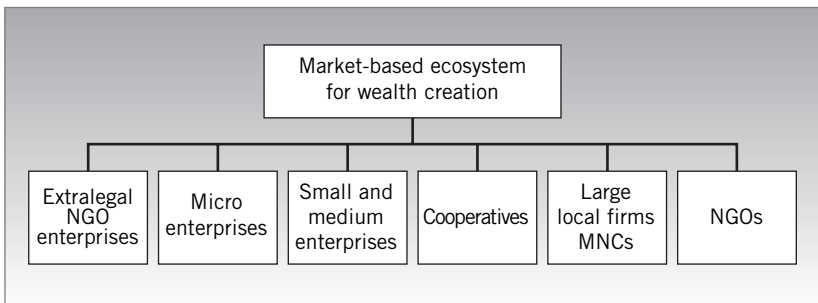 Market-based ecosystem
for wealth creation
Extralegal
NGO
enterprises
Micro
enterprises
Small and
medium
enterprises
Cooperatives
Large
local firms
MNCs
NGOs